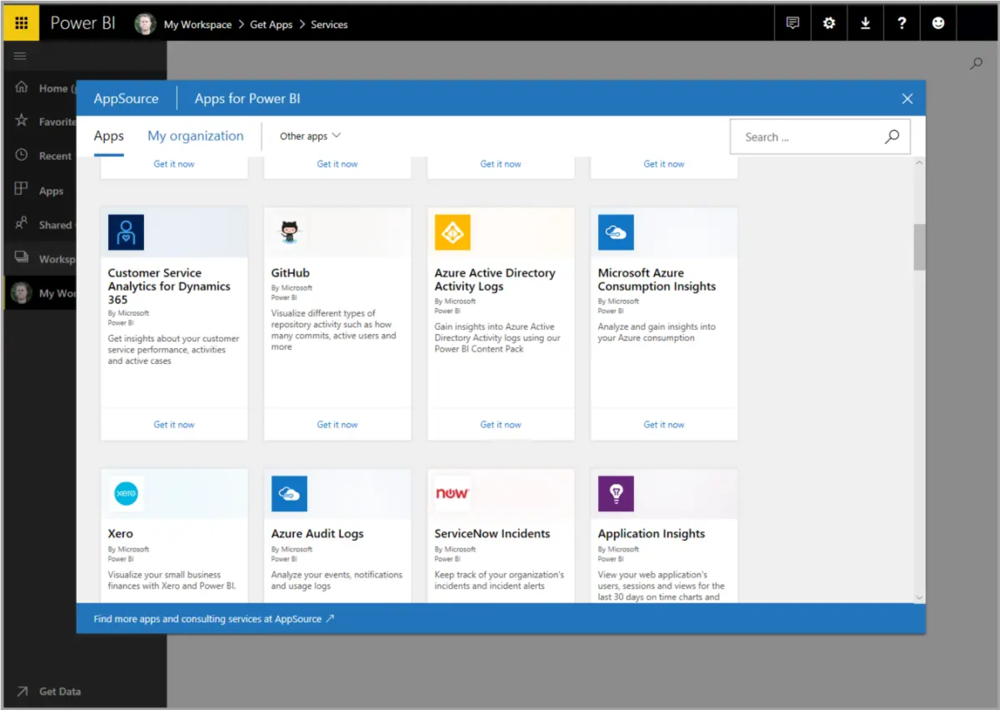 Power BI
My Workspace > Get Apps > Services
Home (
Favorite
Recent
Apps
Shared
Worksp
My Wor
Get Data
AppSource
Apps for Power BI
Apps
My organization
Other apps
Search ...
Get it now
Get it now
Get it now
Get it now
Customer Service
Analytics for Dynamics
365
By Microsoft
Power BI
Get insights about your customer
service performance, activities
and active cases
Get it now
GitHub
By Microsoft
Power BI
Visualize different types of
repository activity such as how
many commits, active users and
more
Get it now
Azure Active Directory
Activity Logs
By Microsoft
Power BI
Gain insights into Azure Active
Directory Activity logs using our
Power BI Content Pack
Get it now
Microsoft Azure
Consumption Insights
By Microsoft
Power BI
Analyze and gain insights into
your Azure consumption
Get it now
xero
Xero
By Microsoft
Power BI
Visualize your small business
finances with Xero and Power BI.
Azure Audit Logs
By Microsoft
Power BI
Analyze your events, notifications
and usage logs
now
ServiceNow Incidents
By Microsoft
Power BI
Keep track of your organization's
incidents and incident alerts
Application Insights
By Microsoft
Power BI
View your web application's
users, sessions and views for the
last 30 days on time charts and
Find more apps and consulting services at AppSource